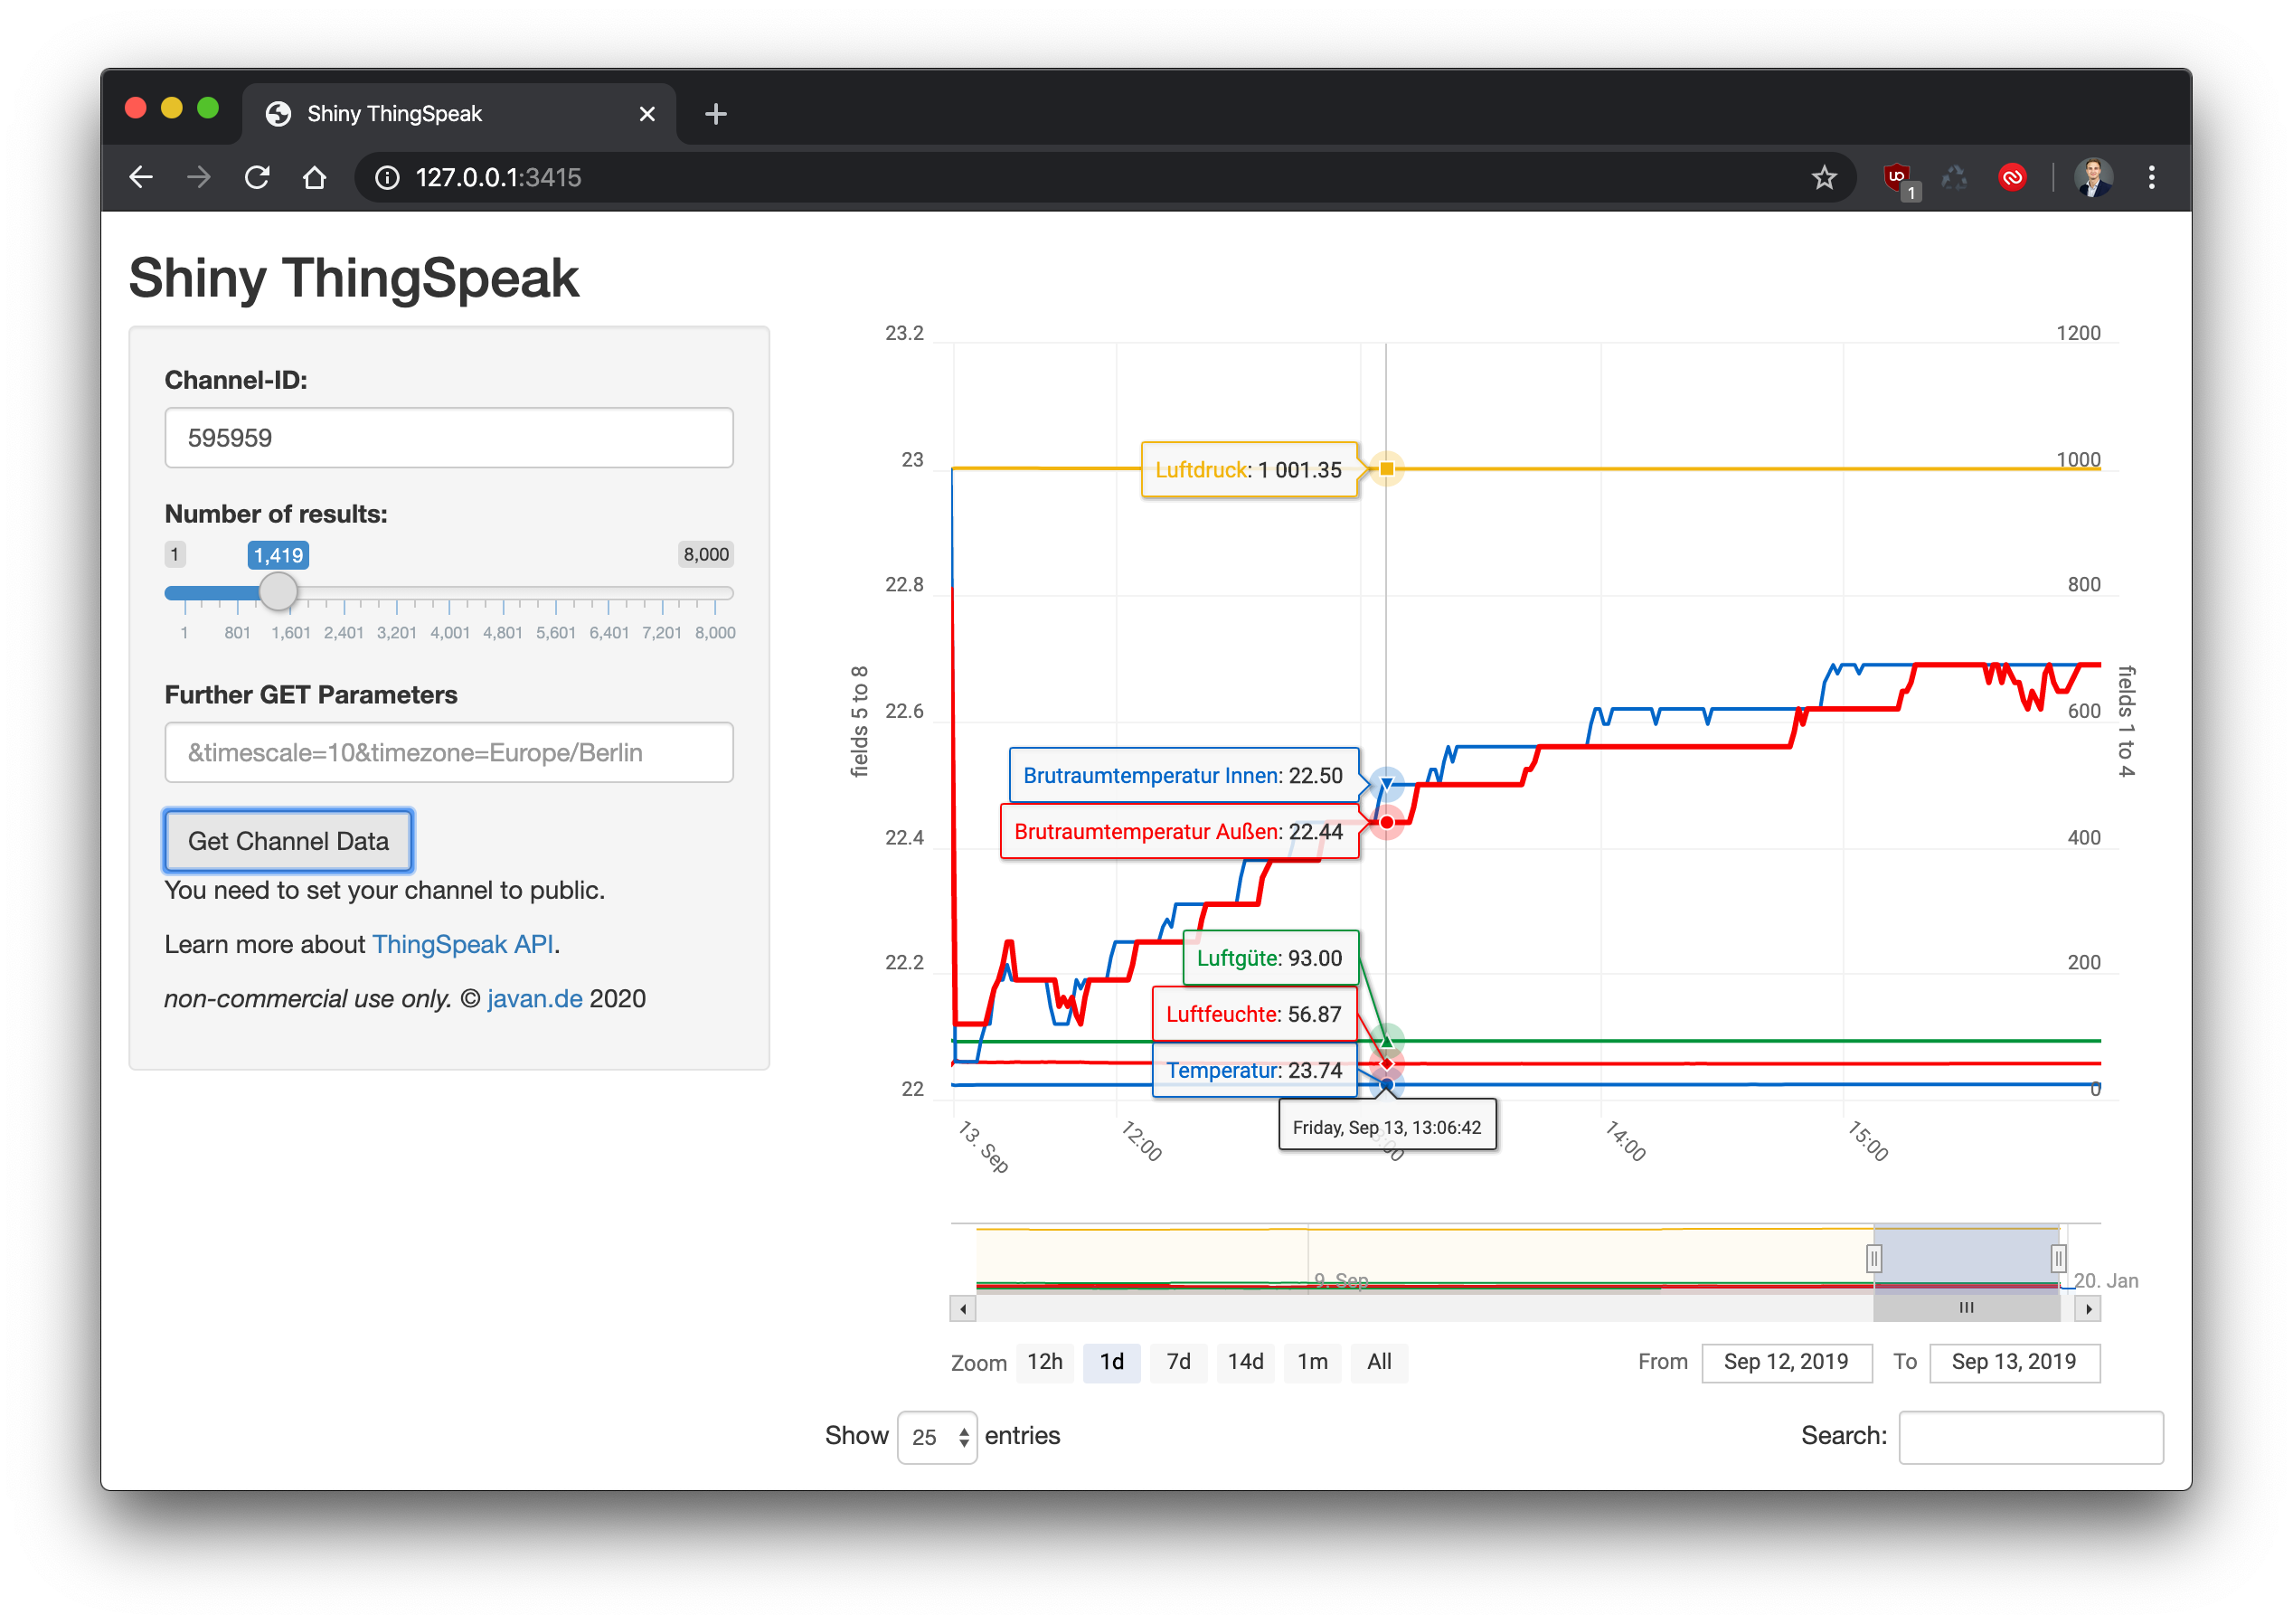 Shiny ThingSpeak
127.0.0.1:3415
1
Shiny ThingSpeak
Channel-ID:
595959
Number of results:
1 1,419 8,000
1 801 1,601 2,401 3,201 4,001 4,801 5,601 6,401 7,201 8,000
Further GET Parameters
&timescale=10&timezone=Europe/Berlin
Get Channel Data
You need to set your channel to public.
Learn more about ThingSpeak API.
non-commercial use only. © javan.de 2020
23.2
23
22.8
22.6
22.4
22.2
22
fields 5 to 8
1200
1000
800
600
400
200
0
fields 1 to 4
Luftdruck: 1 001.35
Brutraumtemperatur Innen: 22.50
Brutraumtemperatur Außen: 22.44
Luftgüte: 93.00
Luftfeuchte: 56.87
Temperatur: 23.74
Friday, Sep 13, 13:06:42
13. Sep 12:00 14:00 15:00
9. Sep 20. Jan
Zoom 12h 1d 7d 14d 1m All From Sep 12, 2019 To Sep 13, 2019
Show 25 entries Search: